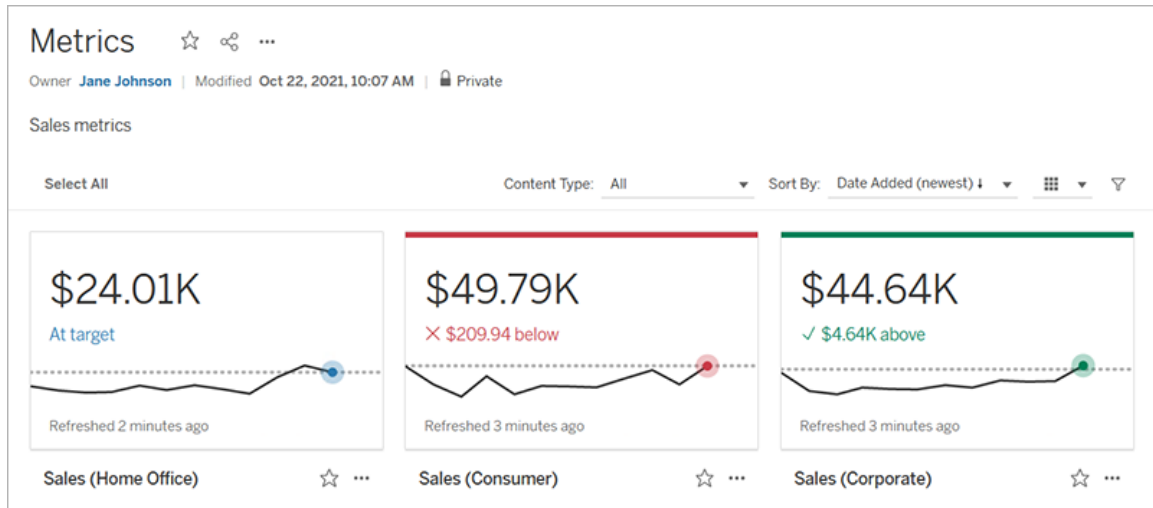 Metrics
Owner Jane Johnson | Modified Oct 22, 2021, 10:07 AM | Private
Sales metrics
Select All Content Type: All Sort By: Date Added (newest) ↓
$24.01K $49.79K $44.64K
At target × $209.94 below ✓ $4.64K above
Refreshed 2 minutes ago Refreshed 3 minutes ago Refreshed 3 minutes ago
Sales (Home Office) Sales (Consumer) Sales (Corporate)